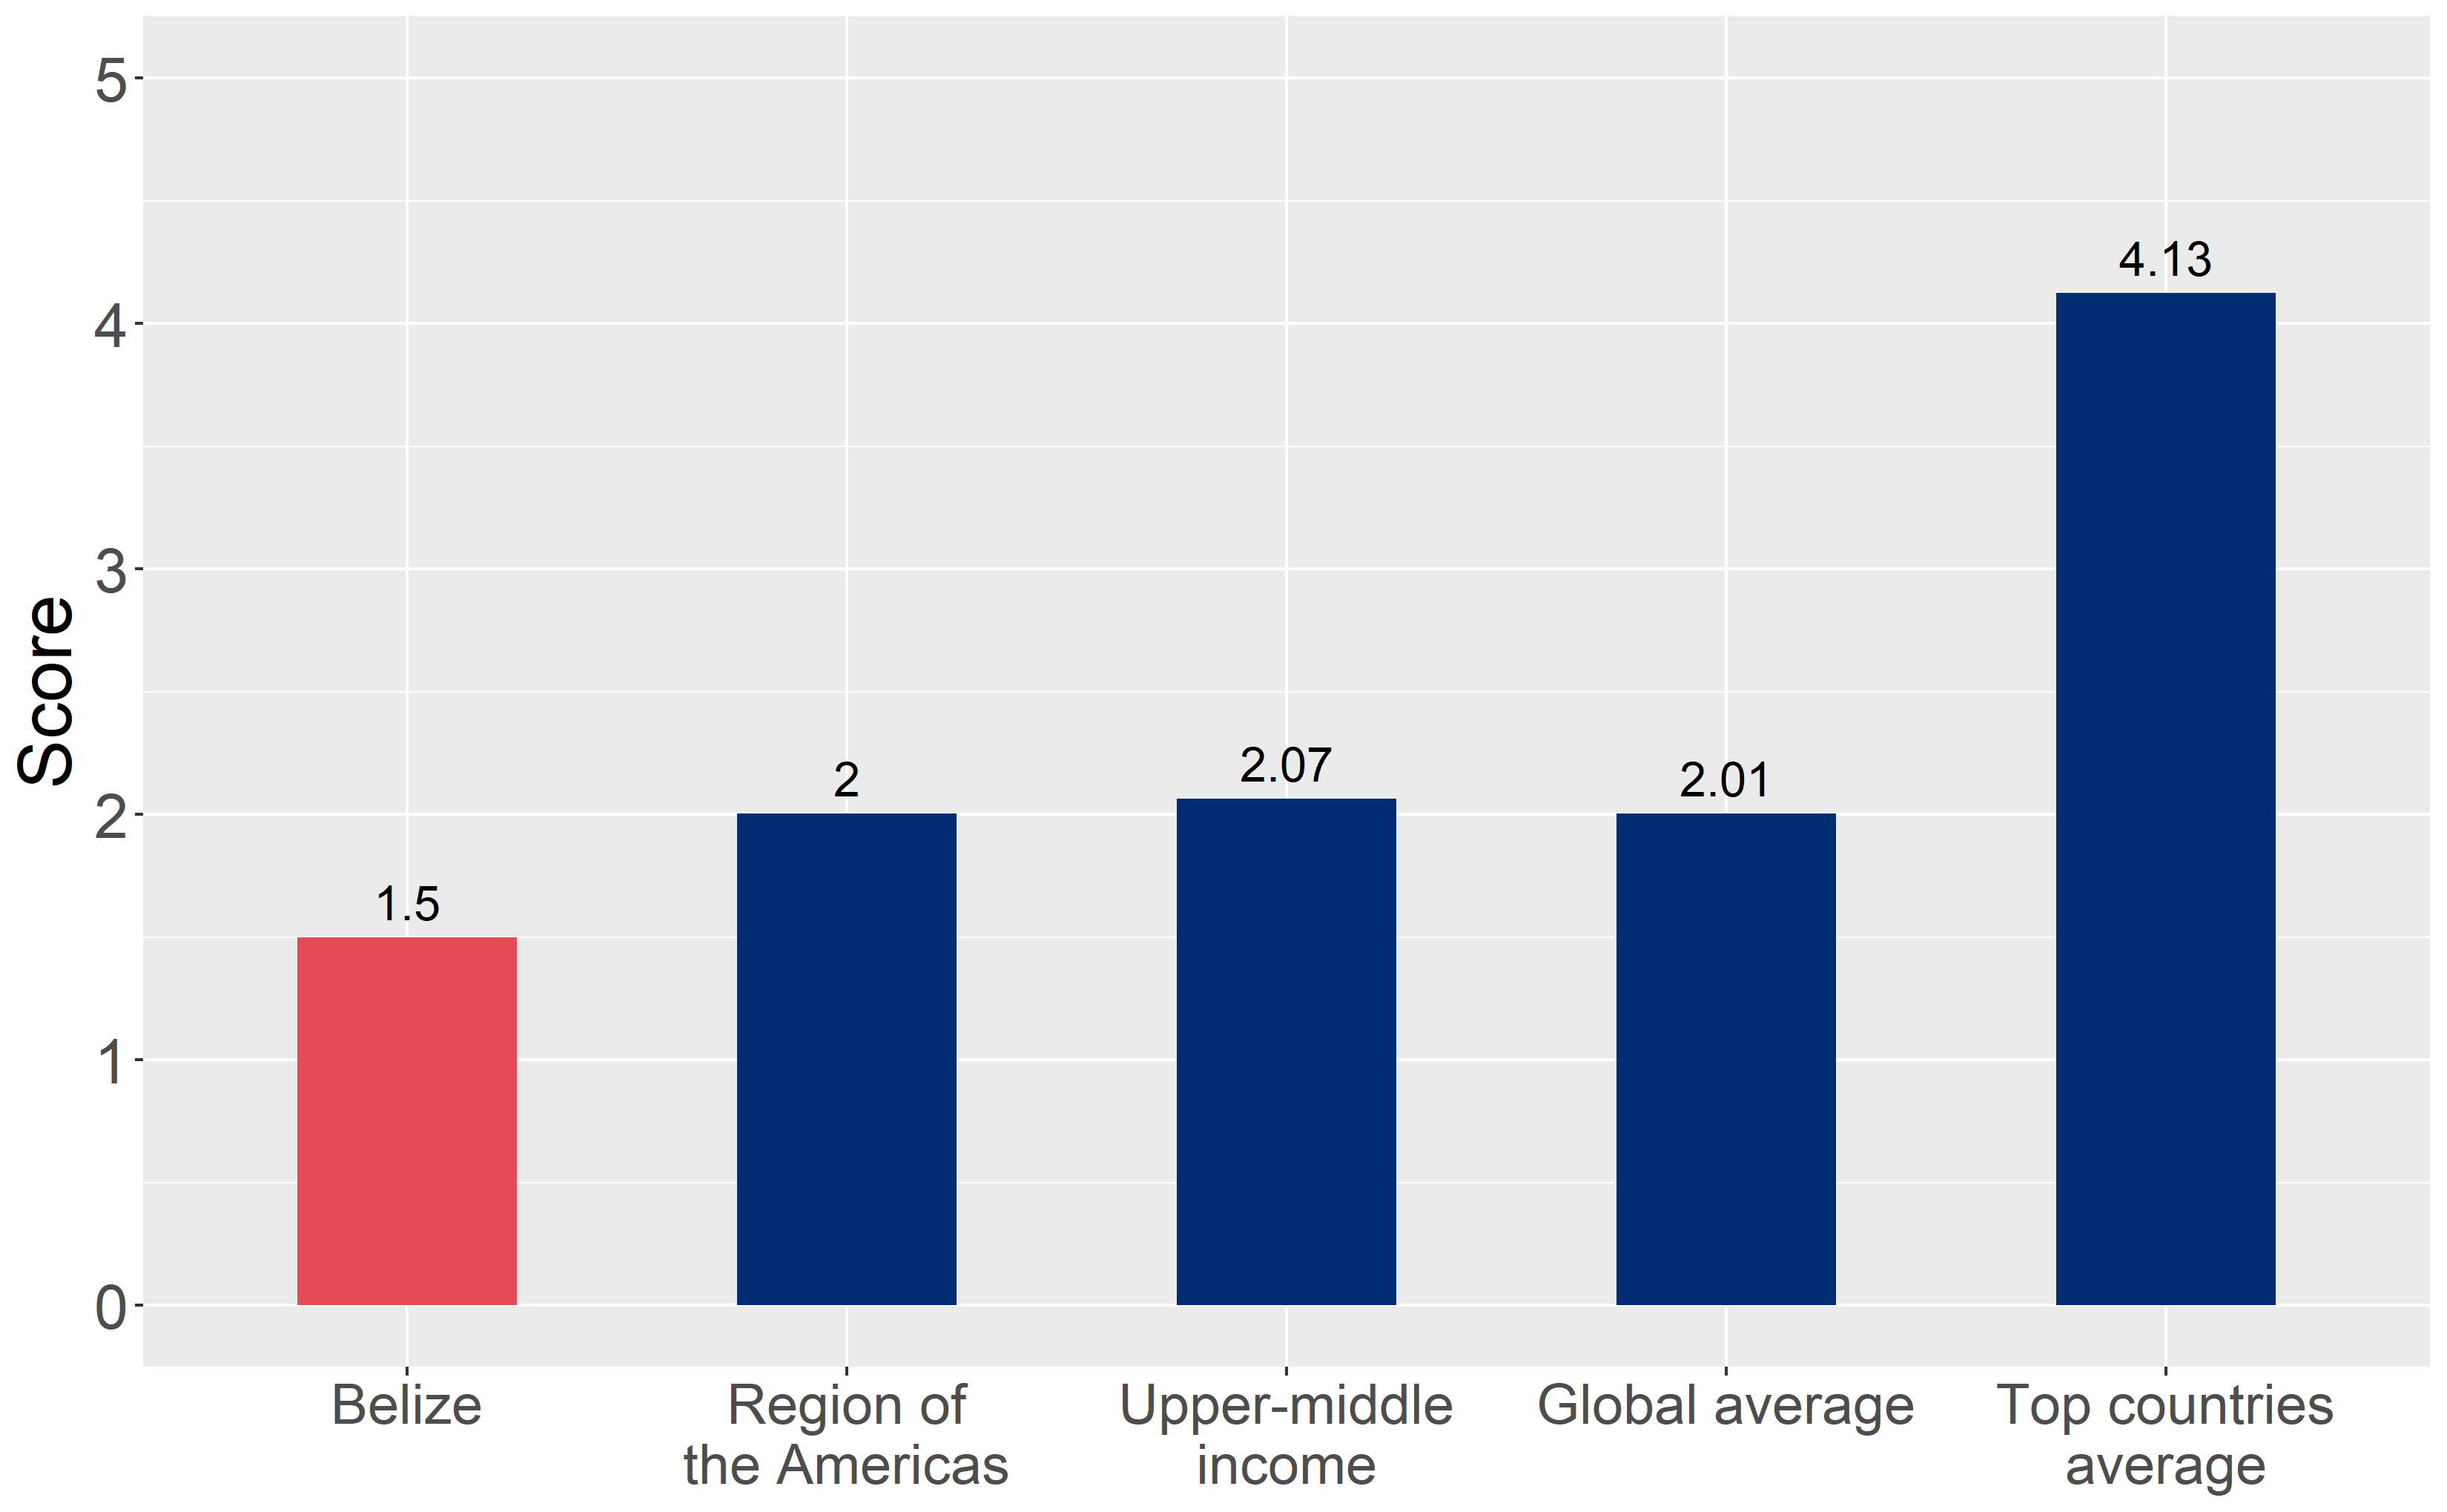 5
4
3
2
1
0
Score
1.5
2
2.07
2.01
4.13
Belize
Region of
the Americas
Upper-middle
income
Global average
Top countries
average